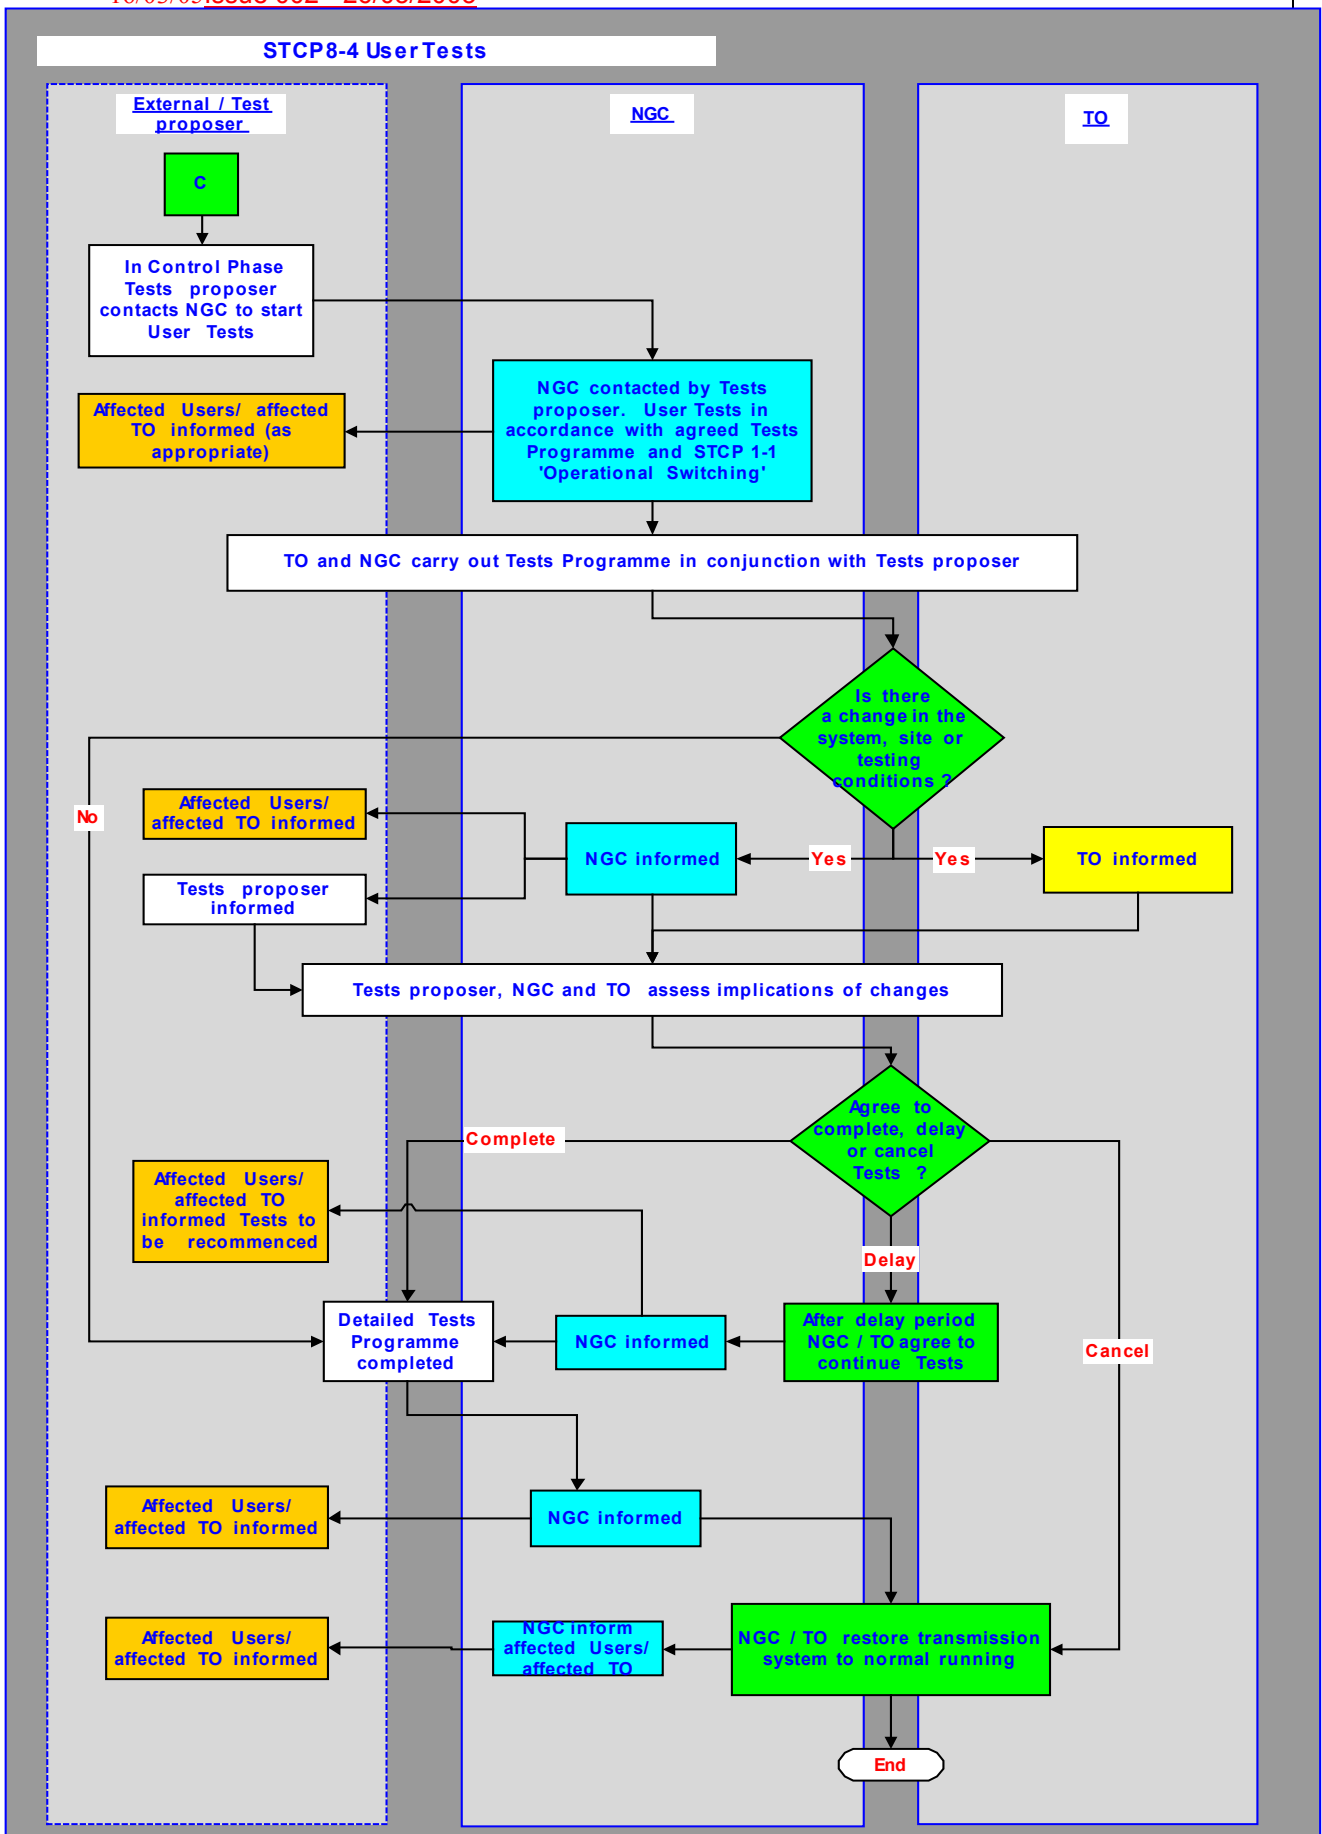 STCP8-4 User Tests
External / Test
proposer
NGC
TO
C
In Control Phase
Tests proposer
contacts NGC to start
User Tests
NGC contacted by Tests
proposer. User Tests in
accordance with agreed Tests
Programme and STCP 1-1
'Operational Switching'
Affected Users/ affected
TO informed (as
appropriate)
TO and NGC carry out Tests Programme in conjunction with Tests proposer
Is there
a change in the
system, site or
testing
conditions ?
No
Affected Users/
affected TO informed
NGC informed
Yes
Yes
TO informed
Tests proposer
informed
Tests proposer, NGC and TO assess implications of changes
Agree to
complete, delay
or cancel
Tests ?
Complete
Affected Users/
affected TO
informed Tests to
be recommenced
Delay
Detailed Tests
Programme
completed
NGC informed
After delay period
NGC / TO agree to
continue Tests
Cancel
Affected Users/
affected TO informed
NGC informed
Affected Users/
affected TO informed
NGC inform
affected Users/
affected TO
NGC / TO restore transmission
system to normal running
End